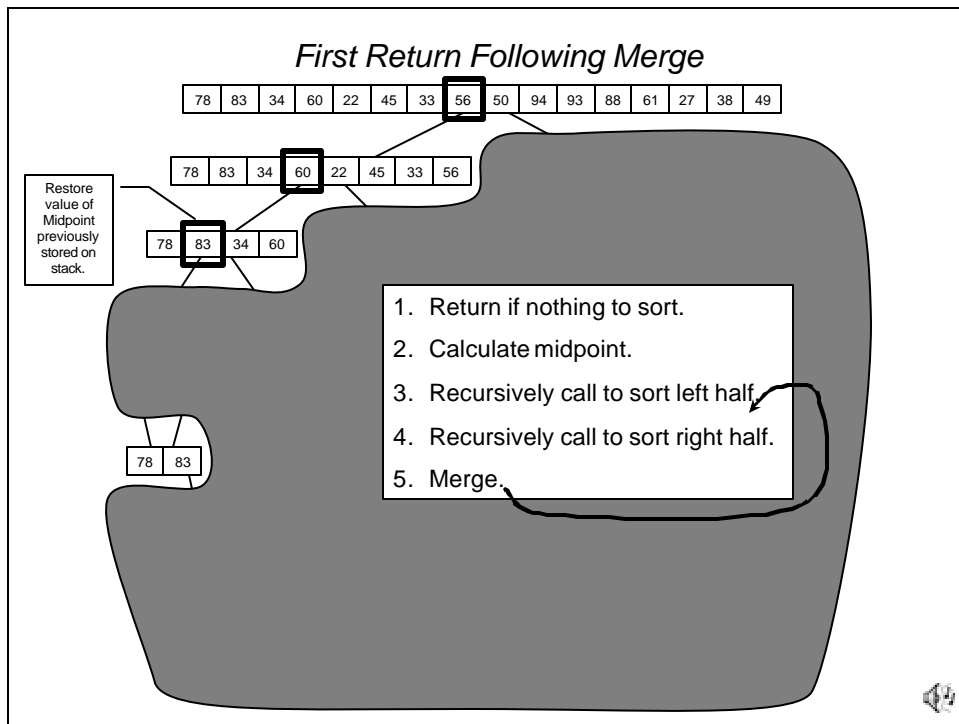 First Return Following Merge
78 83 34 60 22 45 33 56 50 94 93 88 61 27 38 49
78 83 34 60 22 45 33 56
Restore
value of
Midpoint
previously
stored on
stack.
78 83 34 60
1. Return if nothing to sort.
2. Calculate midpoint.
3. Recursively call to sort left half.
4. Recursively call to sort right half.
5. Merge.
78 83